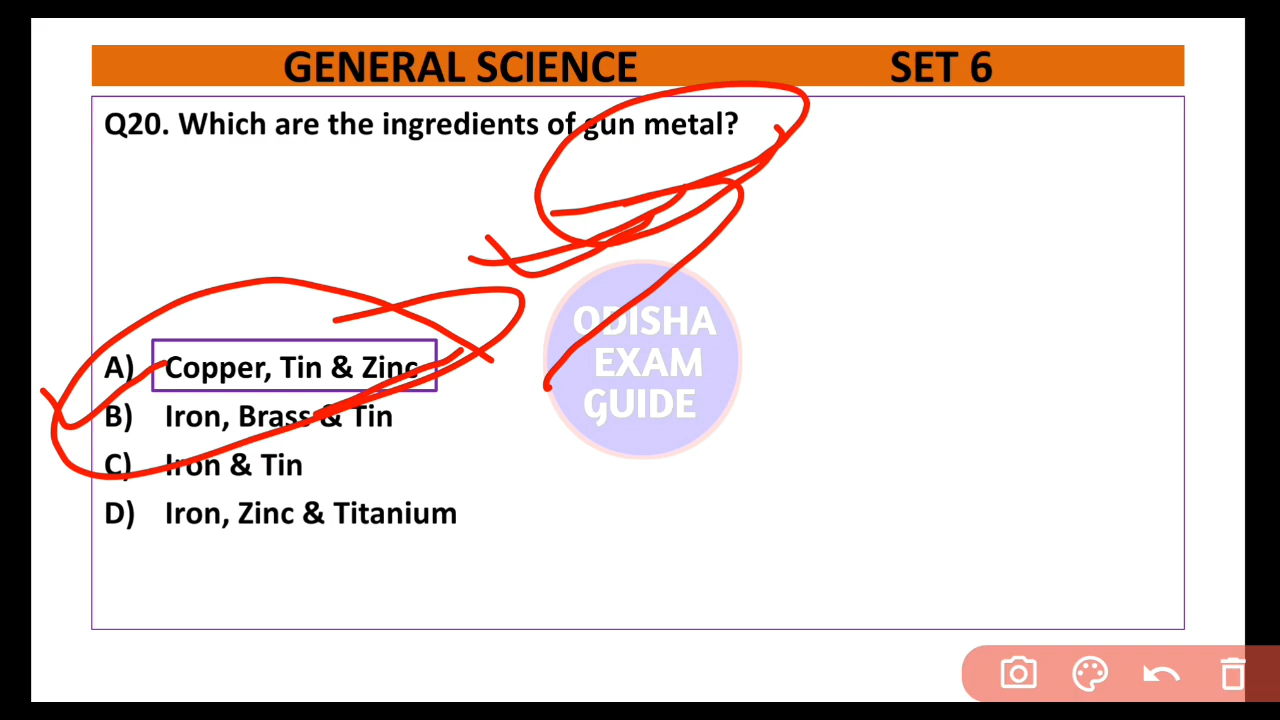 GENERAL SCIENCE SET 6
Q20. Which are the ingredients of gun metal?
A) Copper, Tin & Zinc
B) Iron, Brass & Tin
C) Iron & Tin
D) Iron, Zinc & Titanium
ODISHA
EXAM
GUIDE